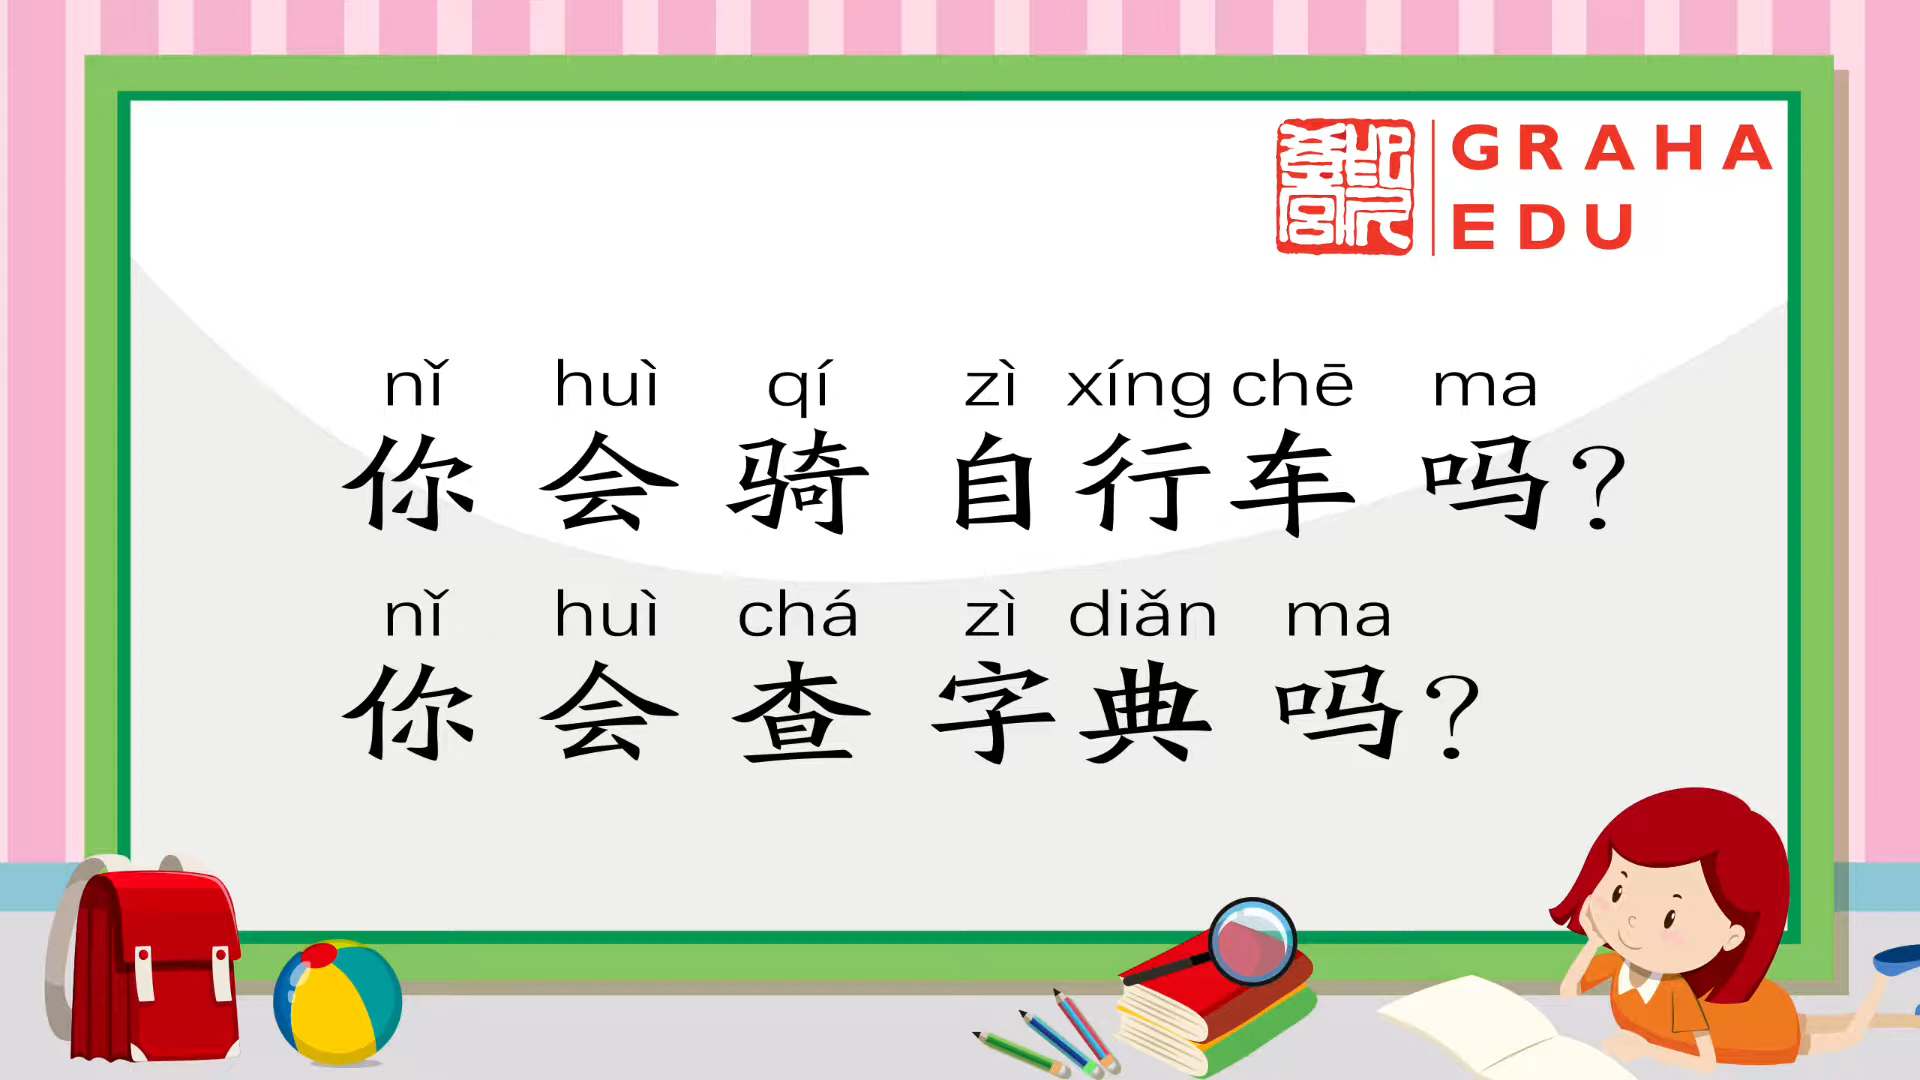 GRAHA
EDU
nǐ huì qí zì xíng chē ma
你 会 骑 自行车 吗？
nǐ huì chá zì diǎn ma
你 会 查 字典 吗？